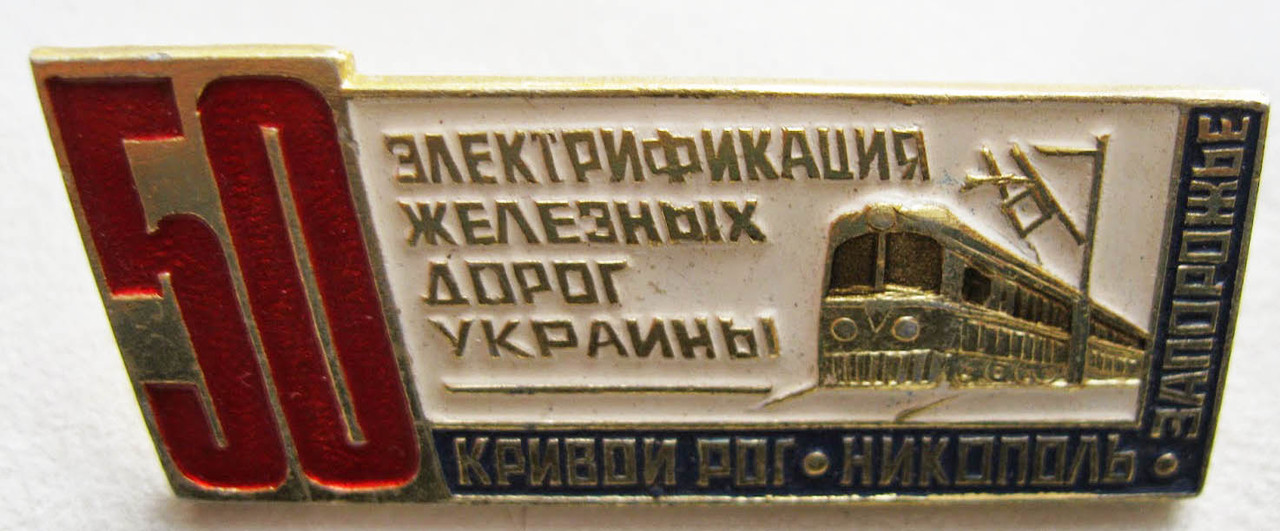 50
ЭЛЕКТРИФИКАЦИЯ
ЖЕЛЕЗНЫХ
ДОРОГ
УКРАИНЫ
КРИВОЙ РОГ • НИКОПОЛЬ •
ЗАПОРОЖЬЕ